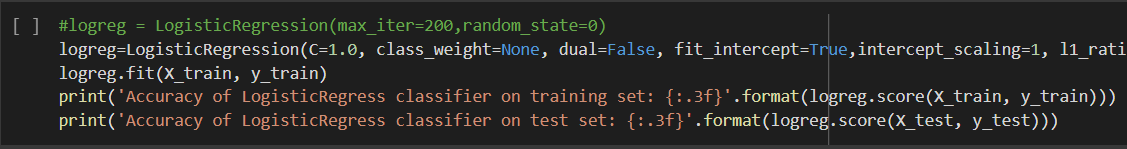 [ ] #logreg = LogisticRegression(max_iter=200,random_state=0)
logreg=LogisticRegression(C=1.0, class_weight=None, dual=False, fit_intercept=True,intercept_scaling=1, l1_rati
logreg.fit(X_train, y_train)
print('Accuracy of LogisticRegress classifier on training set: {:.3f}'.format(logreg.score(X_train, y_train)))
print('Accuracy of LogisticRegress classifier on test set: {:.3f}'.format(logreg.score(X_test, y_test)))